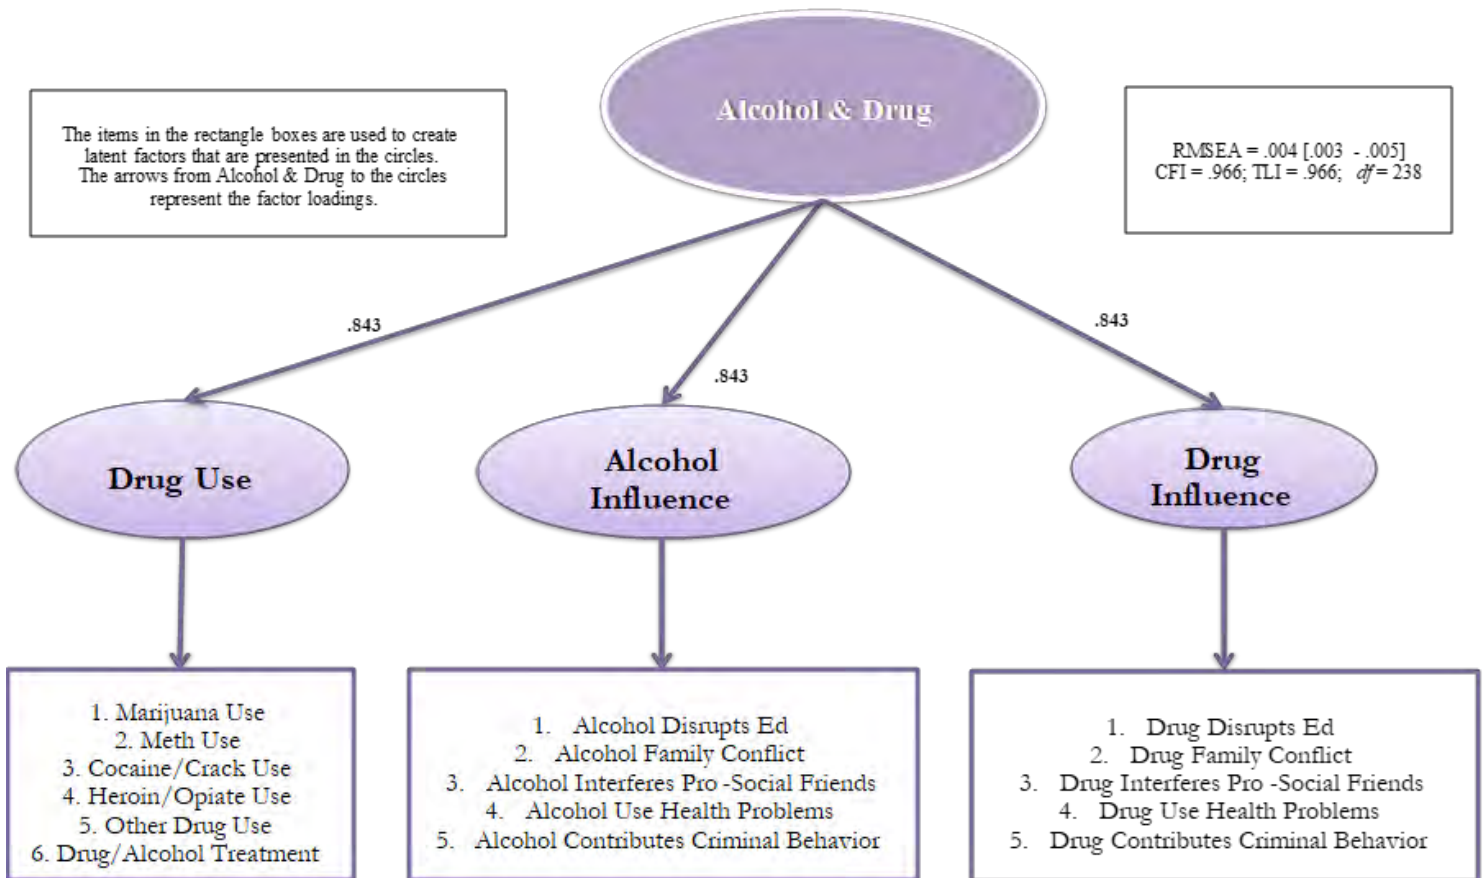 Alcohol & Drug
The items in the rectangle boxes are used to create
latent factors that are presented in the circles.
The arrows from Alcohol & Drug to the circles
represent the factor loadings.
RMSEA = .004 [.003 - .005]
CFI = .966; TLI = .966; df = 238
.843
.843
.843
Drug Use
Alcohol
Influence
Drug
Influence
1. Marijuana Use
2. Meth Use
3. Cocaine/Crack Use
4. Heroin/Opiate Use
5. Other Drug Use
6. Drug/Alcohol Treatment
1. Alcohol Disrupts Ed
2. Alcohol Family Conflict
3. Alcohol Interferes Pro -Social Friends
4. Alcohol Use Health Problems
5. Alcohol Contributes Criminal Behavior
1. Drug Disrupts Ed
2. Drug Family Conflict
3. Drug Interferes Pro -Social Friends
4. Drug Use Health Problems
5. Drug Contributes Criminal Behavior